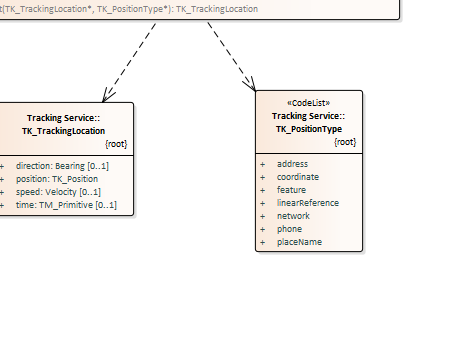 t(TK_TrackingLocation*, TK_PositionType*): TK_TrackingLocation
Tracking Service::
TK_TrackingLocation
{root}
+ direction: Bearing [0..1]
+ position: TK_Position
+ speed: Velocity [0..1]
+ time: TM_Primitive [0..1]
«CodeList»
Tracking Service::
TK_PositionType
{root}
+ address
+ coordinate
+ feature
+ linearReference
+ network
+ phone
+ placeName